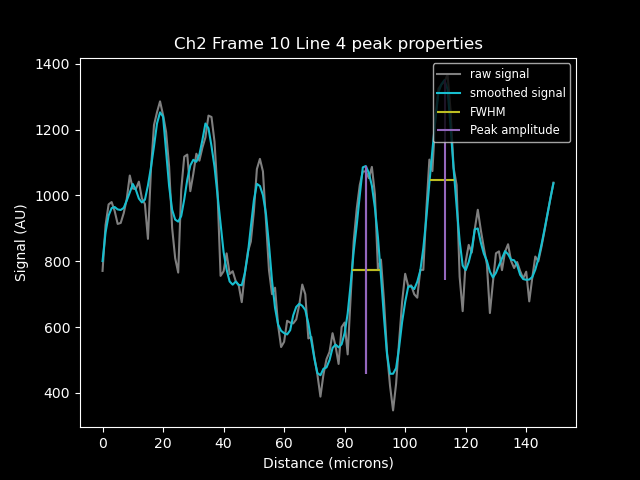 Ch2 Frame 10 Line 4 peak properties
raw signal
smoothed signal
FWHM
Peak amplitude
Signal (AU)
1400
1200
1000
800
600
400
0 20 40 60 80 100 120 140
Distance (microns)